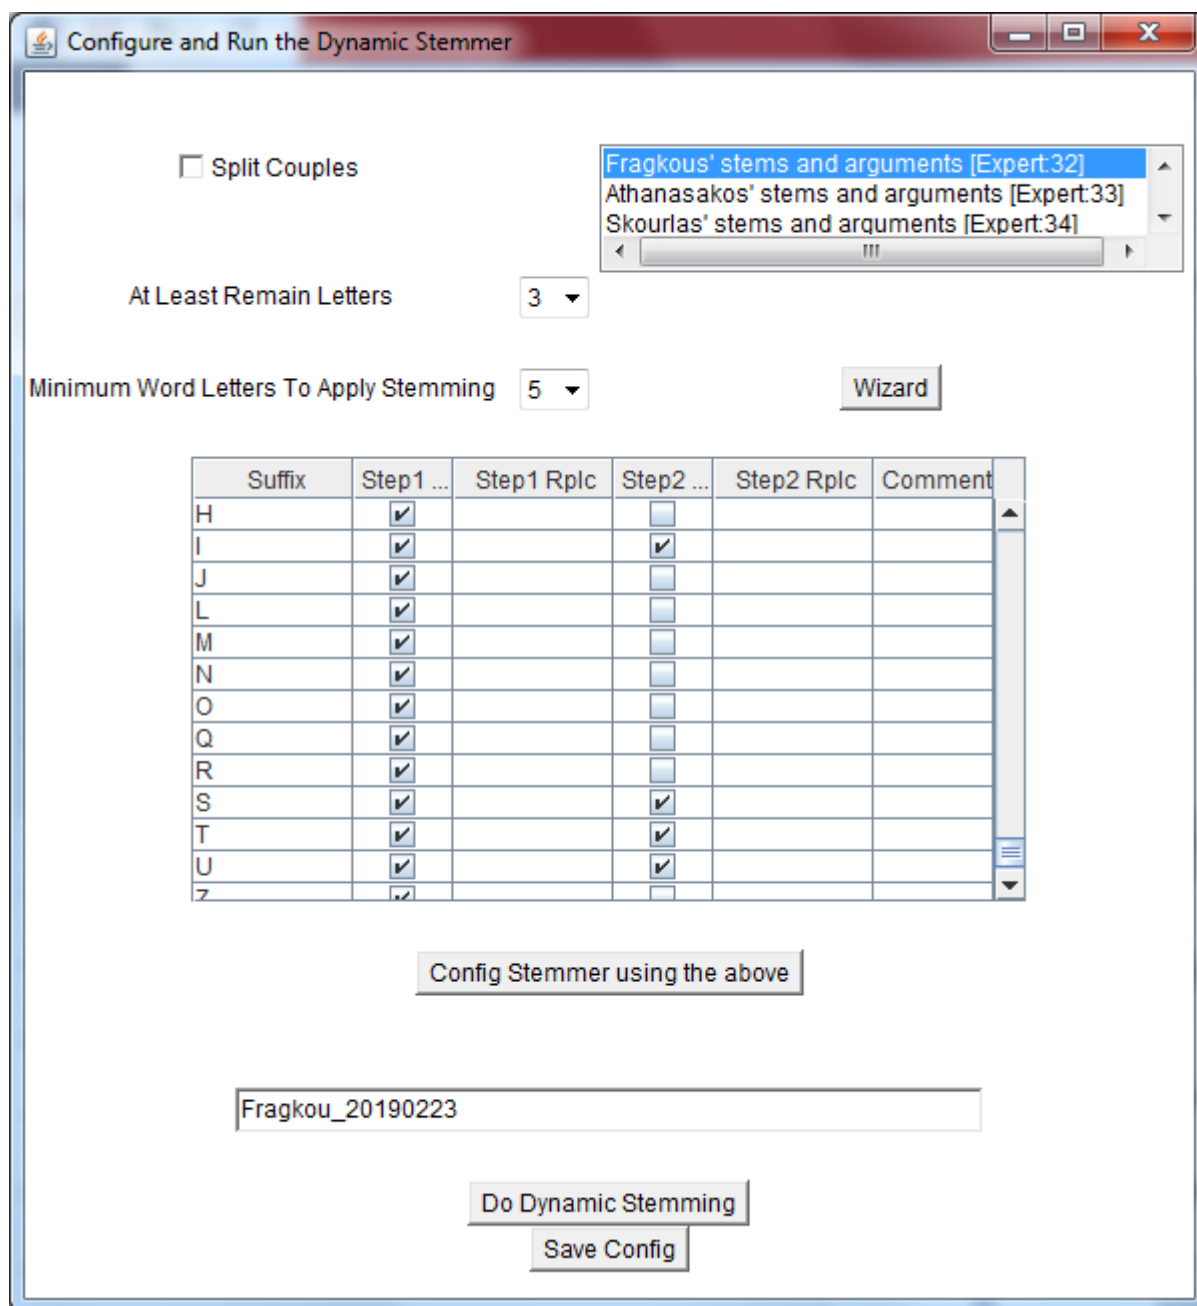 Configure and Run the Dynamic Stemmer
Split Couples
Fragkous' stems and arguments [Expert:32]
Athanasakos' stems and arguments [Expert:33]
Skourlas' stems and arguments [Expert:34]
At Least Remain Letters 3
Minimum Word Letters To Apply Stemming 5 Wizard
Suffix Step1 ... Step1 Rplc Step2 ... Step2 Rplc Comment
H
I
J
L
M
N
O
Q
R
S
T
U
Z
Config Stemmer using the above
Fragkou_20190223
Do Dynamic Stemming
Save Config